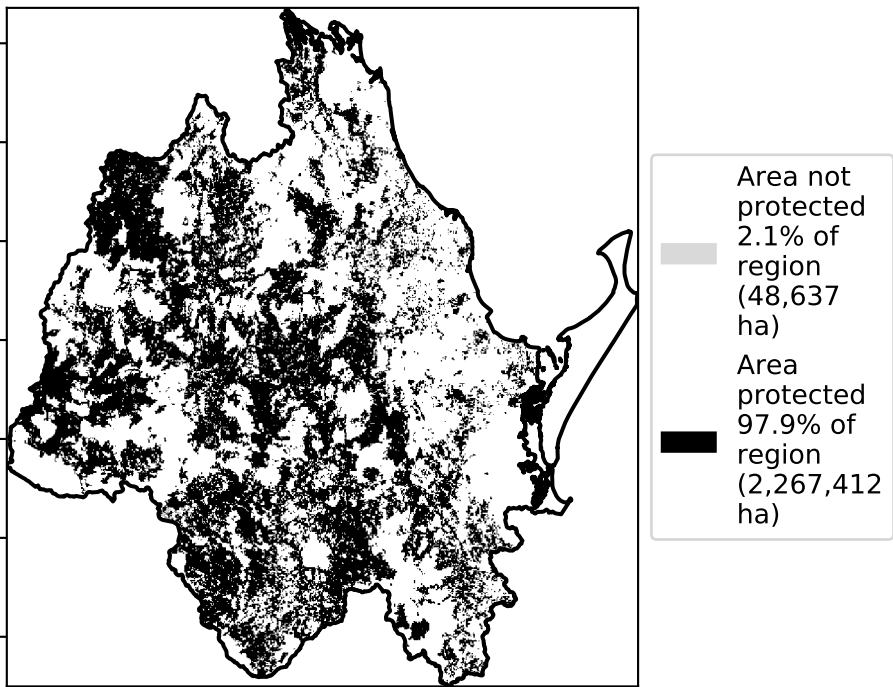 Area not
protected
2.1% of
region
(48,637
ha)
Area
protected
97.9% of
region
(2,267,412
ha)